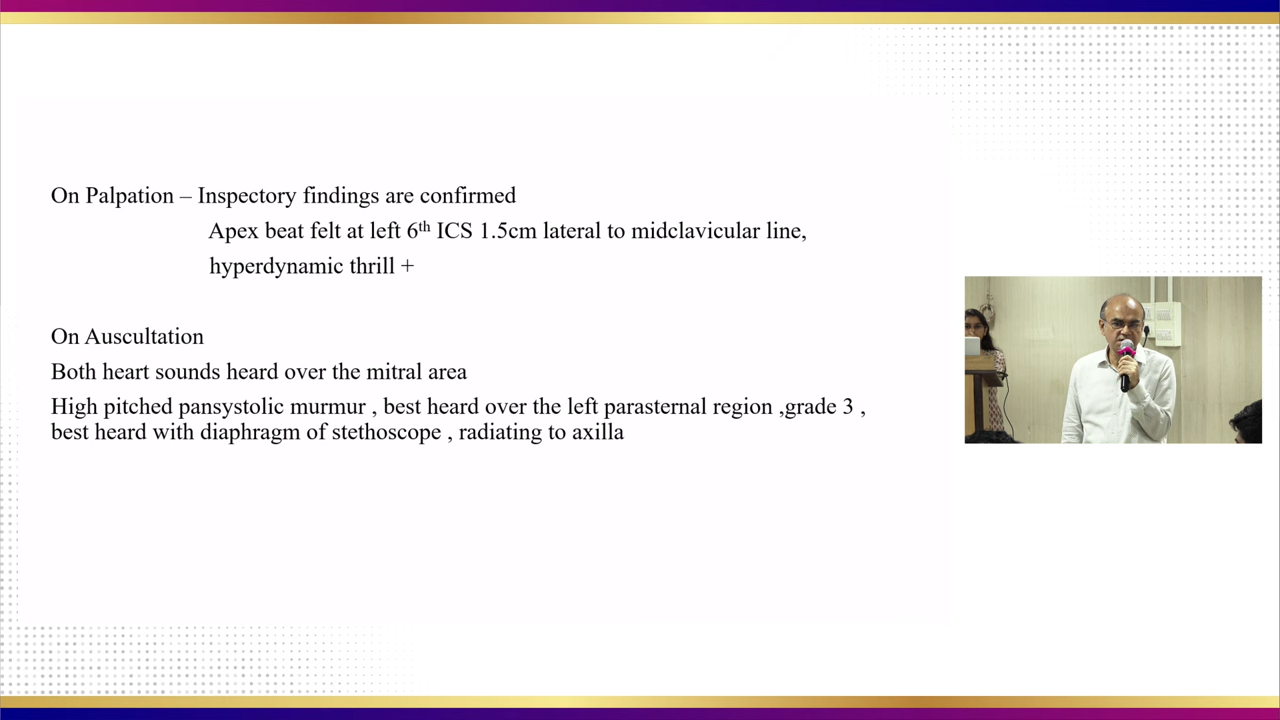 On Palpation – Inspectory findings are confirmed
Apex beat felt at left 6th ICS 1.5cm lateral to midclavicular line,
hyperdynamic thrill +
On Auscultation
Both heart sounds heard over the mitral area
High pitched pansystolic murmur , best heard over the left parasternal region ,grade 3 ,
best heard with diaphragm of stethoscope , radiating to axilla